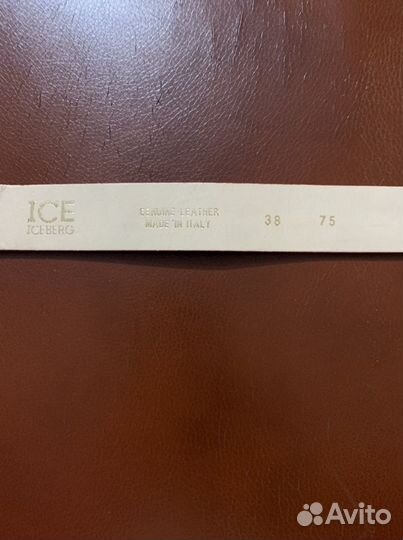 ICE
ICEBERG
GENUINE LEATHER
MADE IN ITALY
38 75
Avito